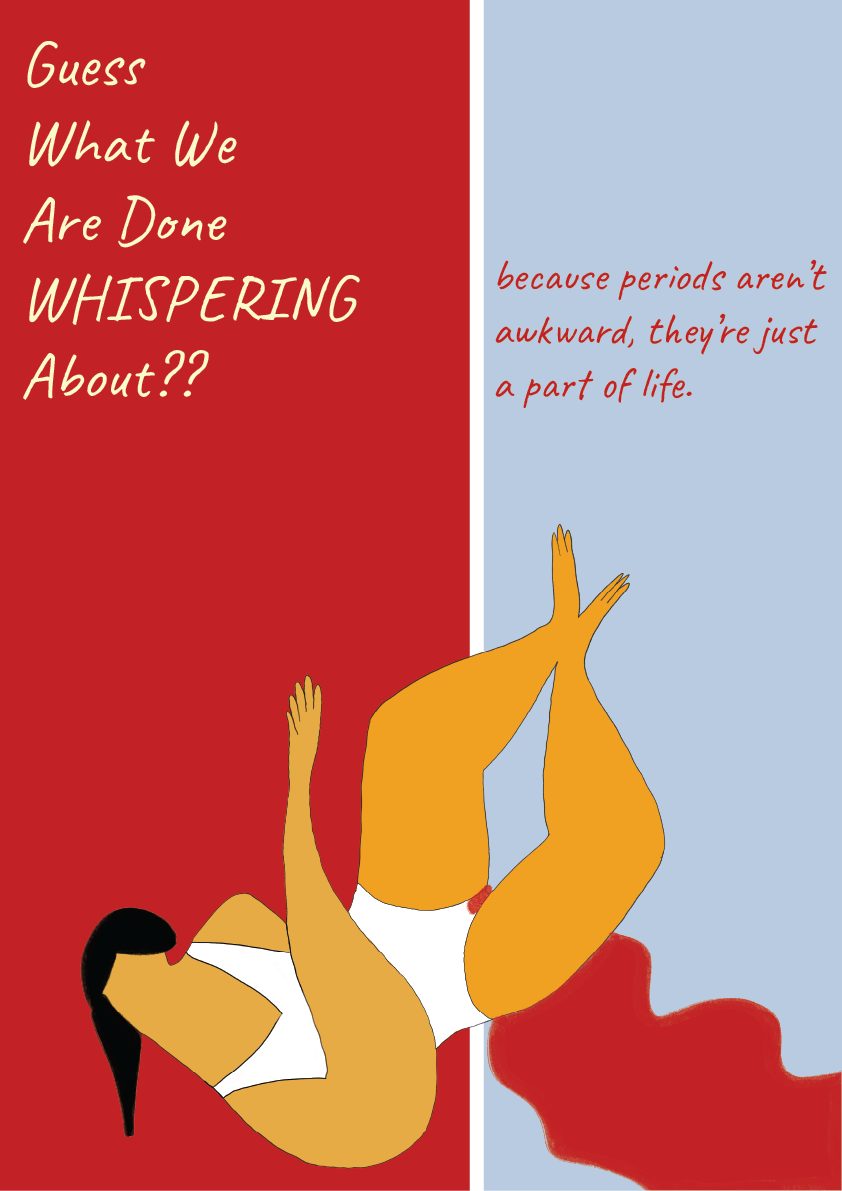 Guess
What We
Are Done
WHISPERING
About??
because periods aren't
awkward, they're just
a part of life.